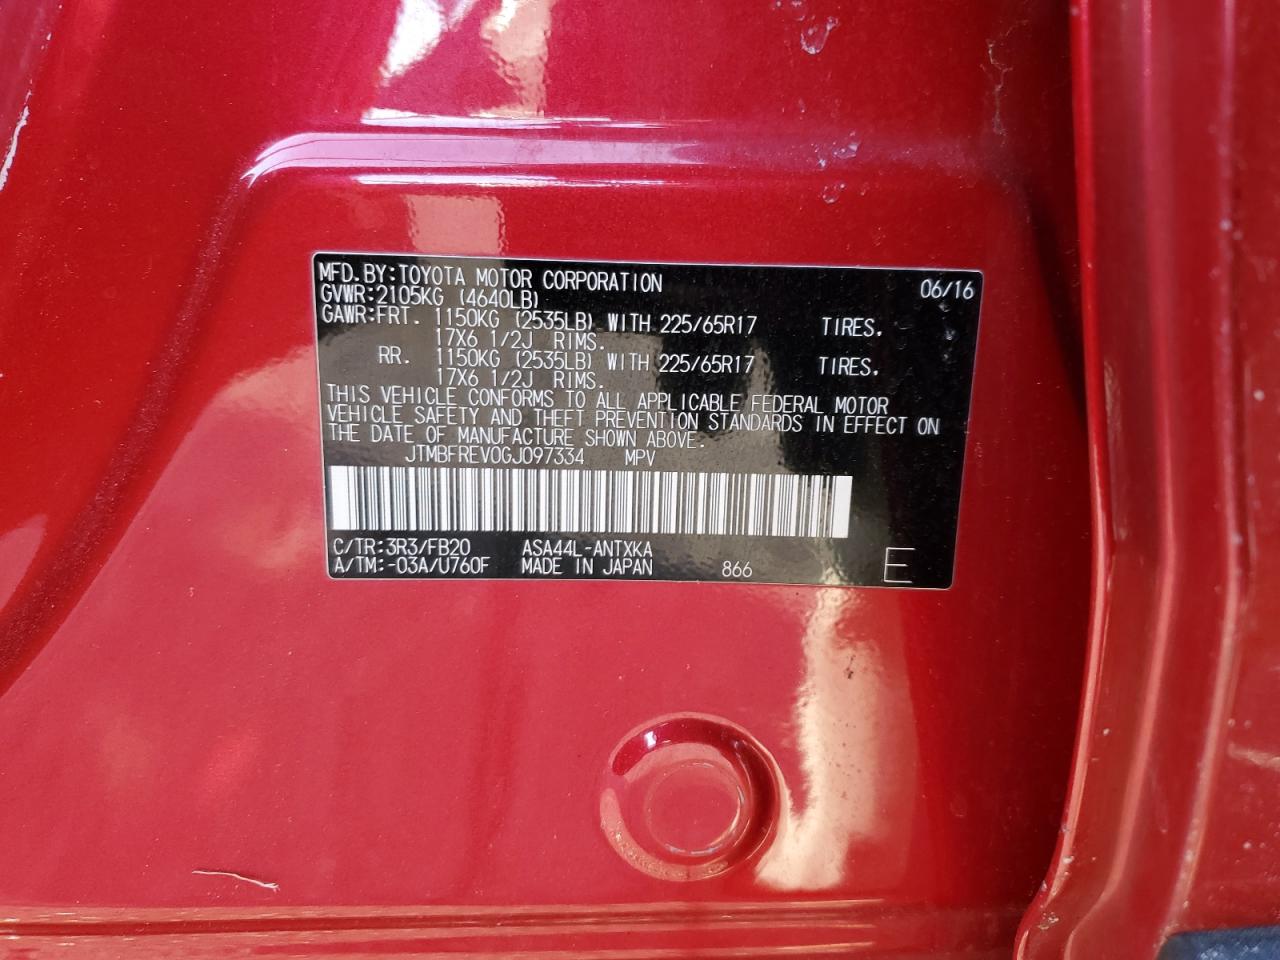 MFD.BY:TOYOTA MOTOR CORPORATION 06/16
GVWR:2105KG (4640LB)
GAWR:FRT. 1150KG (2535LB) WITH 225/65R17 TIRES.
17X6 1/2J RIMS.
RR. 1150KG (2535LB) WITH 225/65R17 TIRES.
17X6 1/2J RIMS.
THIS VEHICLE CONFORMS TO ALL APPLICABLE FEDERAL MOTOR
VEHICLE SAFETY AND THEFT PREVENTION STANDARDS IN EFFECT ON
THE DATE OF MANUFACTURE SHOWN ABOVE.
JTMBFREV0GJ097334 MPV
C/TR:3R3/FB20 ASA44L-ANTXKA
A/TM:-03A/U760F MADE IN JAPAN 866 E